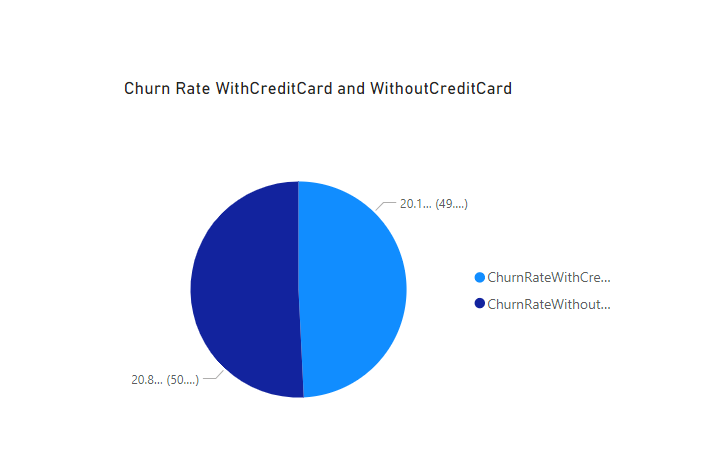 Churn Rate WithCreditCard and WithoutCreditCard
20.1... (49....)
ChurnRateWithCre...
ChurnRateWithout...
20.8... (50....)